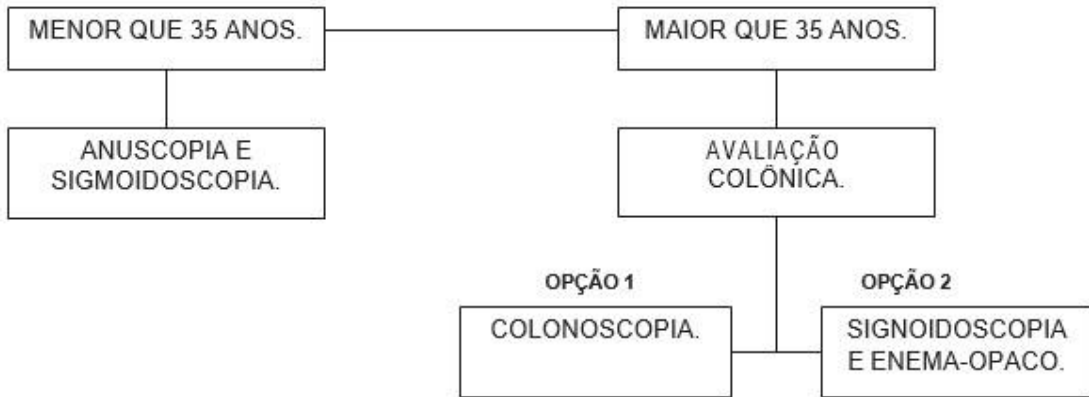 MENOR QUE 35 ANOS.
MAIOR QUE 35 ANOS.
ANUSCOPIA E
SIGMOIDOSCOPIA.
AVALIAÇÃO
COLÔNICA.
OPÇÃO 1
OPÇÃO 2
COLONOSCOPIA.
SIGNOIDOSCOPIA
E ENEMA-OPACO.